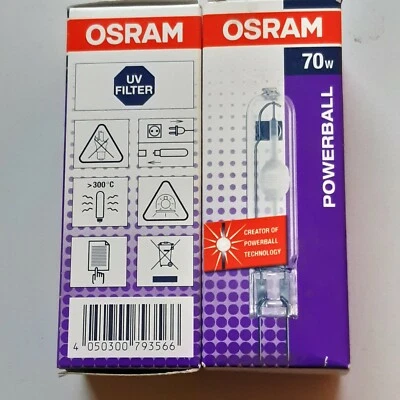 OSRAM
UV
FILTER
>300°C
4 050300 793566
OSRAM
70w
POWERBALL
CREATOR OF
POWERBALL
TECHNOLOGY